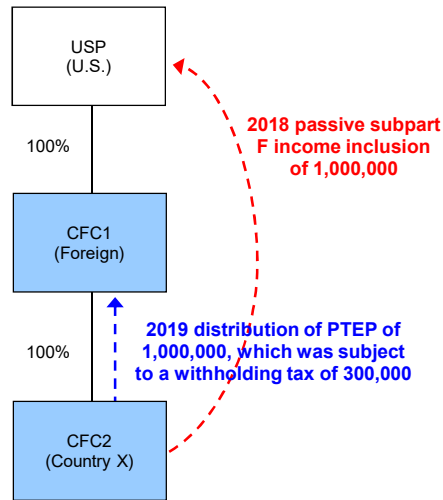 USP
(U.S.)
2018 passive subpart
F income inclusion
of 1,000,000
100%
CFC1
(Foreign)
2019 distribution of PTEP of
1,000,000, which was subject
to a withholding tax of 300,000
100%
CFC2
(Country X)